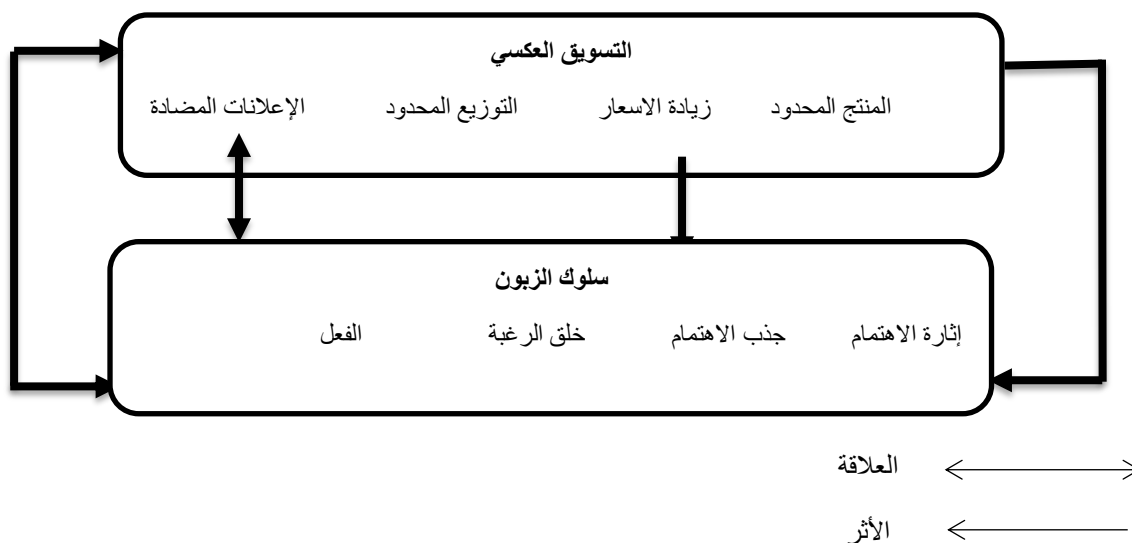 التسويق العكسي
المنتج المحدود زيادة الاسعار التوزيع المحدود الإعلانات المضادة
سلوك الزبون
إثارة الاهتمام جذب الاهتمام خلق الرغبة الفعل
العلاقة
الأثر